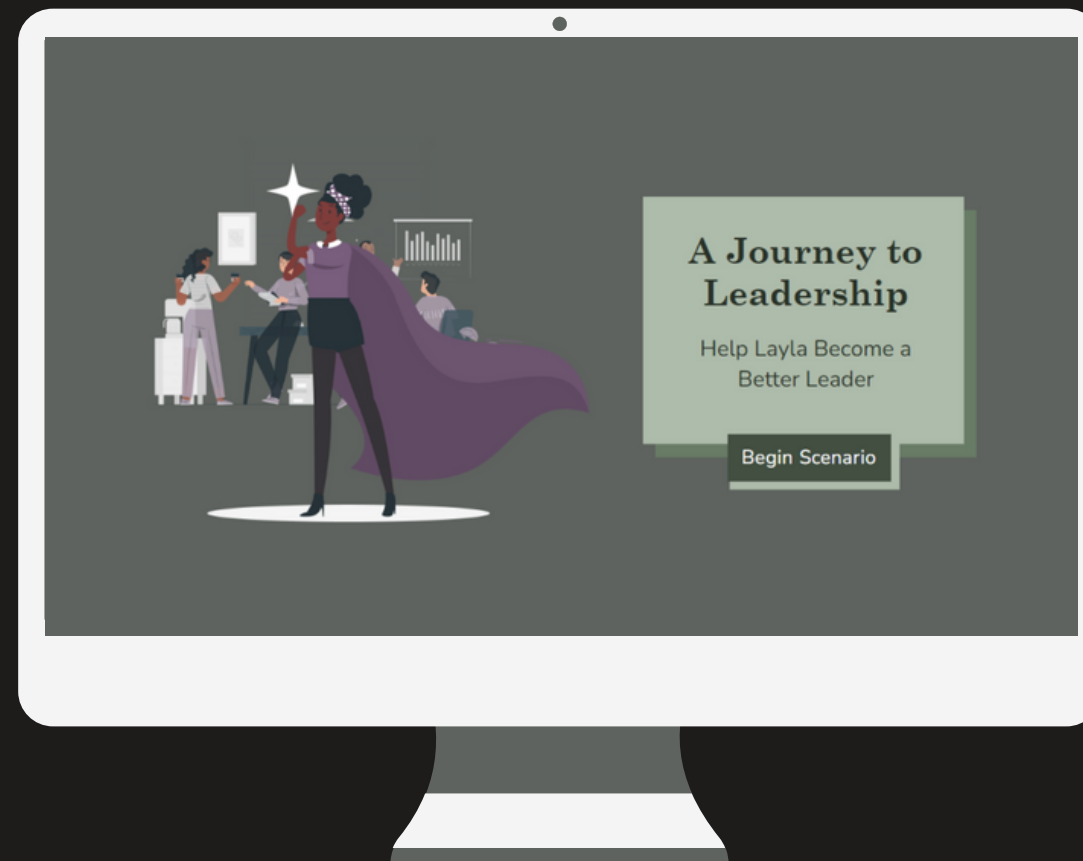 A Journey to
Leadership
Help Layla Become a
Better Leader
Begin Scenario